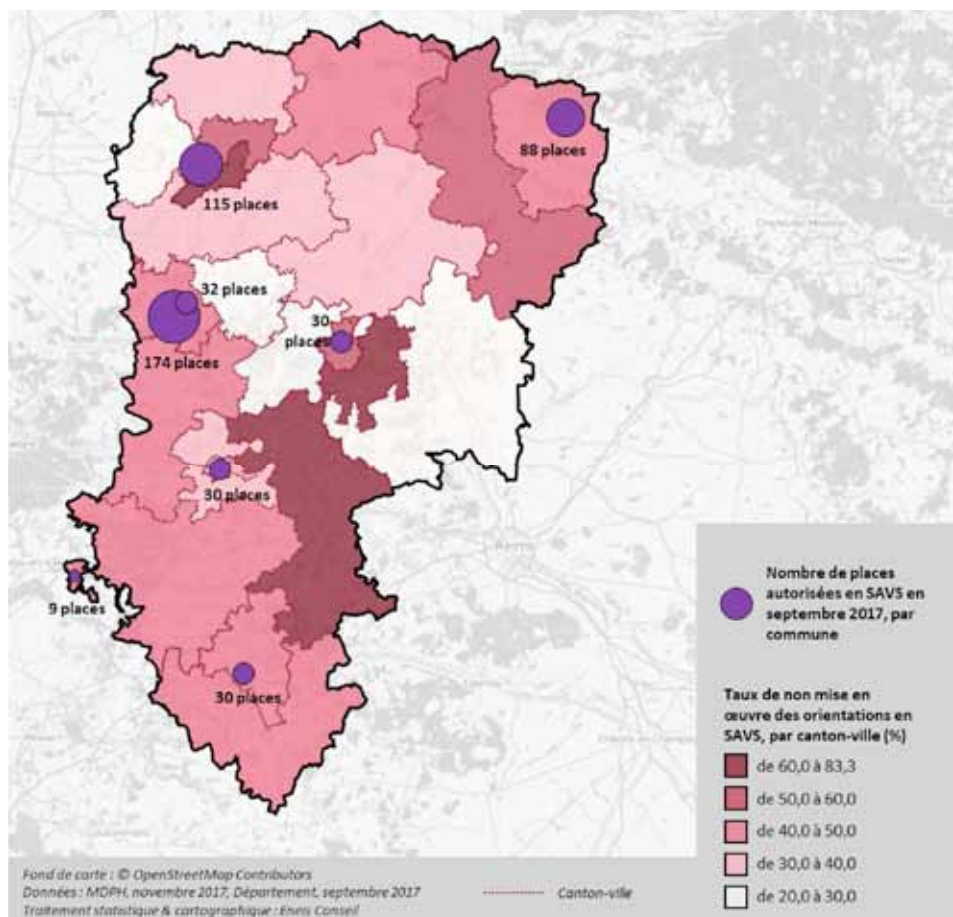 88 places
115 places
32 places
30
places
174 places
30 places
9 places
30 places
Nombre de places
autorisées en SAVS en
septembre 2017, par
commune
Taux de non mise en
œuvre des orientations en
SAVS, par canton-ville (%)
de 60,0 à 83,3
de 50,0 à 60,0
de 40,0 à 50,0
de 30,0 à 40,0
de 20,0 à 30,0
Fond de carte : © OpenStreetMap Contributors
Données : MDPH, novembre 2017, Département, septembre 2017
Canton-ville
Traitement statistique & cartographique : Eneis Conseil